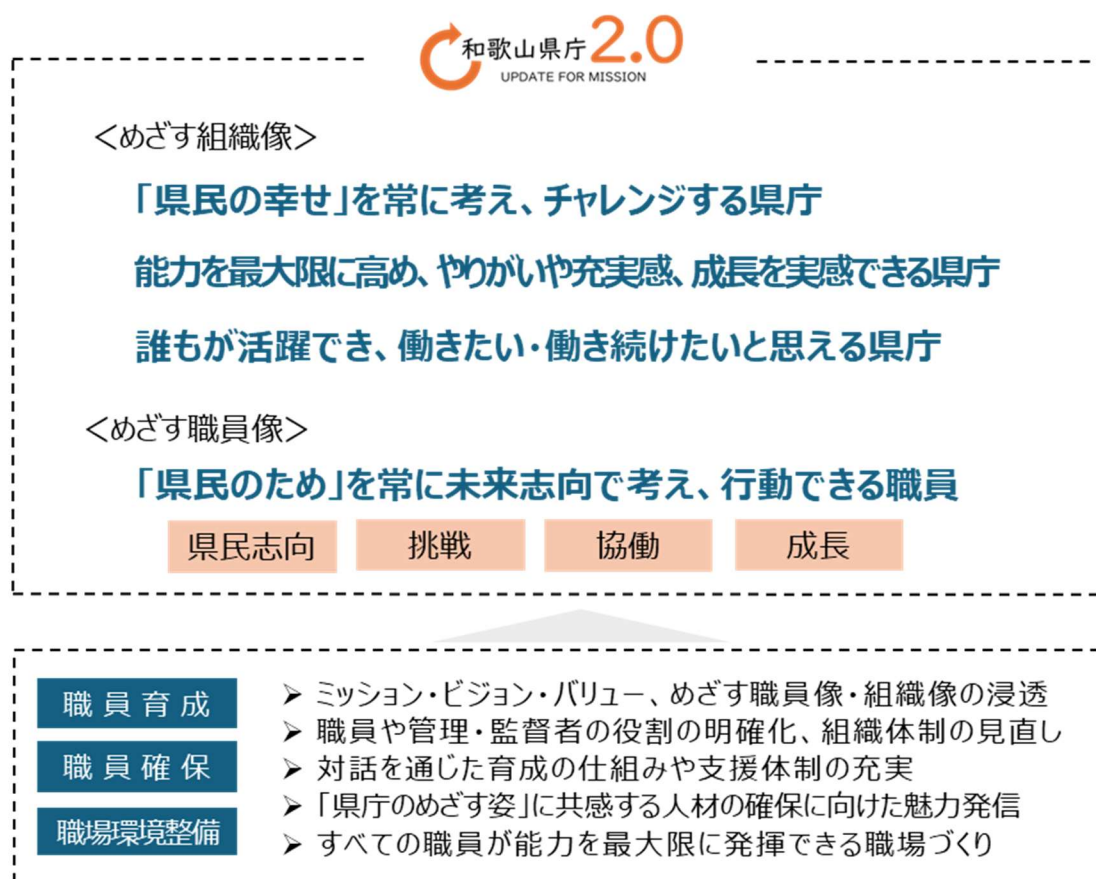 和歌山県庁2.0
UPDATE FOR MISSION
＜めざす組織像＞
「県民の幸せ」を常に考え、チャレンジする県庁
能力を最大限に高め、やりがいや充実感、成長を実感できる県庁
誰もが活躍でき、働きたい・働き続けたいと思える県庁
＜めざす職員像＞
「県民のため」を常に未来志向で考え、行動できる職員
県民志向
挑戦
協働
成長
職員育成
職員確保
職場環境整備
➢ ミッション・ビジョン・バリュー、めざす職員像・組織像の浸透
➢ 職員や管理・監督者の役割の明確化、組織体制の見直し
➢ 対話を通じた育成の仕組みや支援体制の充実
➢ 「県庁のめざす姿」に共感する人材の確保に向けた魅力発信
➢ すべての職員が能力を最大限に発揮できる職場づくり